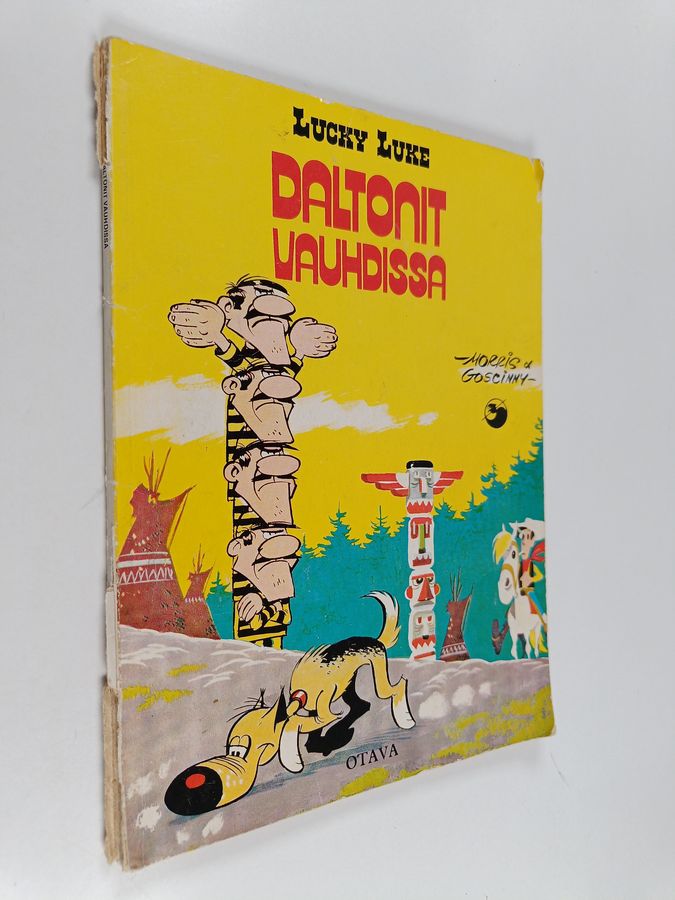 LUCKY LUKE
DALTONIT
VAUHDISSA
-MORRIS &
GOSCINNY-
OTAVA
DALTONIT VAUHDISSA